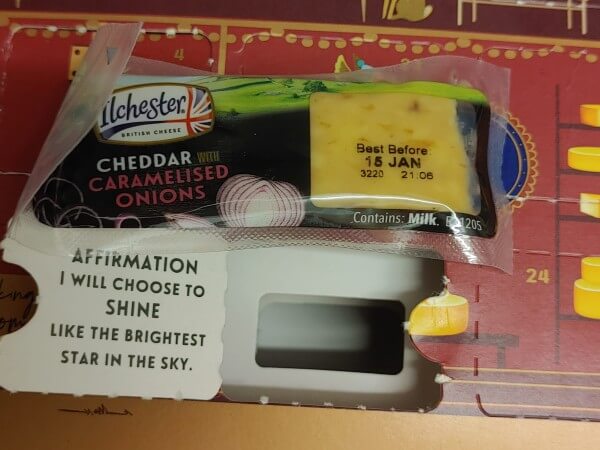 4
Ilchester
BRITISH CHEESE
CHEDDAR WITH
CARAMELISED
ONIONS
Best Before:
15 JAN
3220 21:06
Contains: Milk.
AFFIRMATION
I WILL CHOOSE TO
SHINE
LIKE THE BRIGHTEST
STAR IN THE SKY.
24